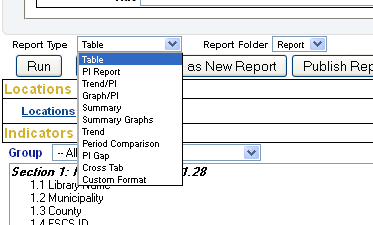 Report Type Table Report Folder Report
Run as New Report Publish Rep
Table
PI Report
Trend/PI
Graph/PI
Summary
Summary Graphs
Trend
Period Comparison
PI Gap
Cross Tab
Custom Format
Locations
Locations
Indicators
Group -- All
Section 1: 1.28
1.1 Library Name
1.2 Municipality
1.3 County
1.4 FSCS ID